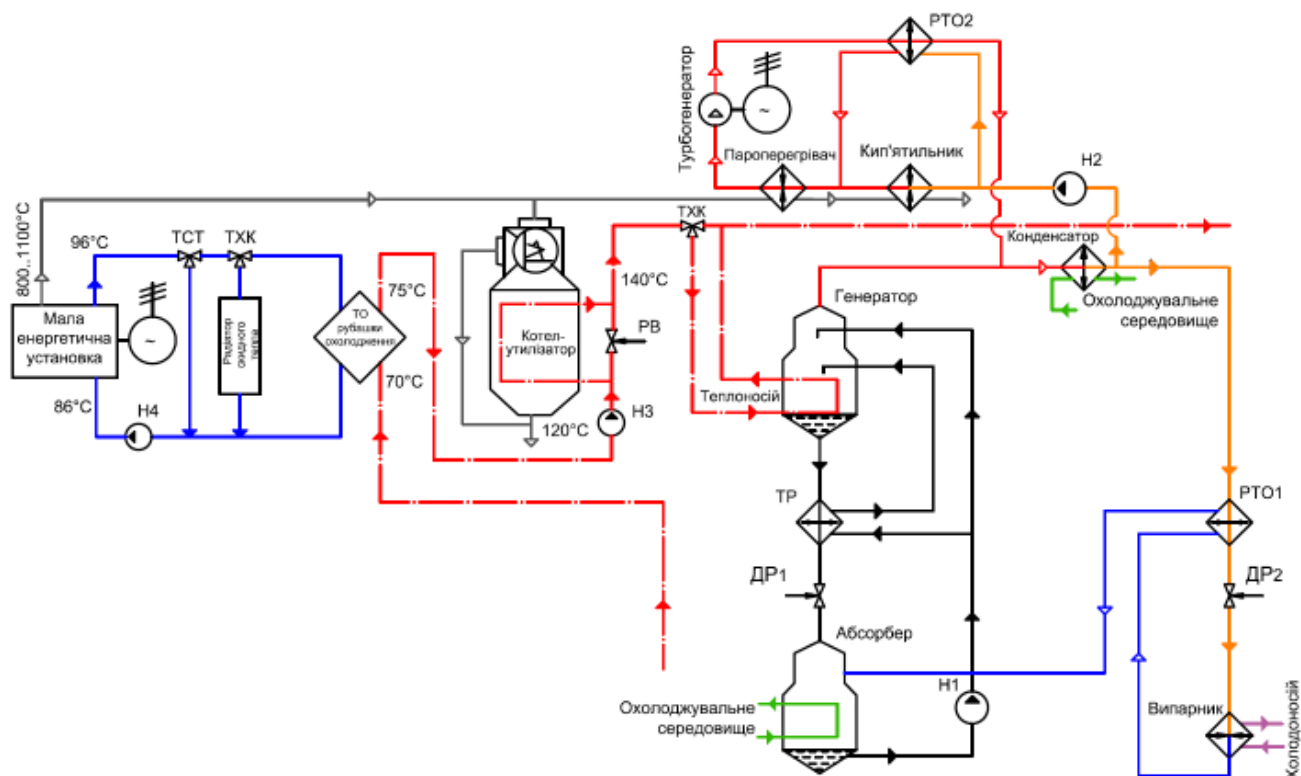 РТО2
Турбогенератор
~
Пароперегрівач
Кип'ятильник
Н2
800..1100°C
96°C
ТСТ
ТХК
ТХК
Конденсатор
75°C
140°C
Генератор
Охолоджувальне
середовище
Мала
енергетична
установка
~
Радіатор
скидного
тепла
ТО
рубашки
охолодження
Котел-
утилізатор
РВ
86°C
Н4
70°C
Теплоносій
Н3
120°C
ТР
РТО1
ДР1
ДР2
Абсорбер
Н1
Охолоджувальне
середовище
Випарник
Холодоносій